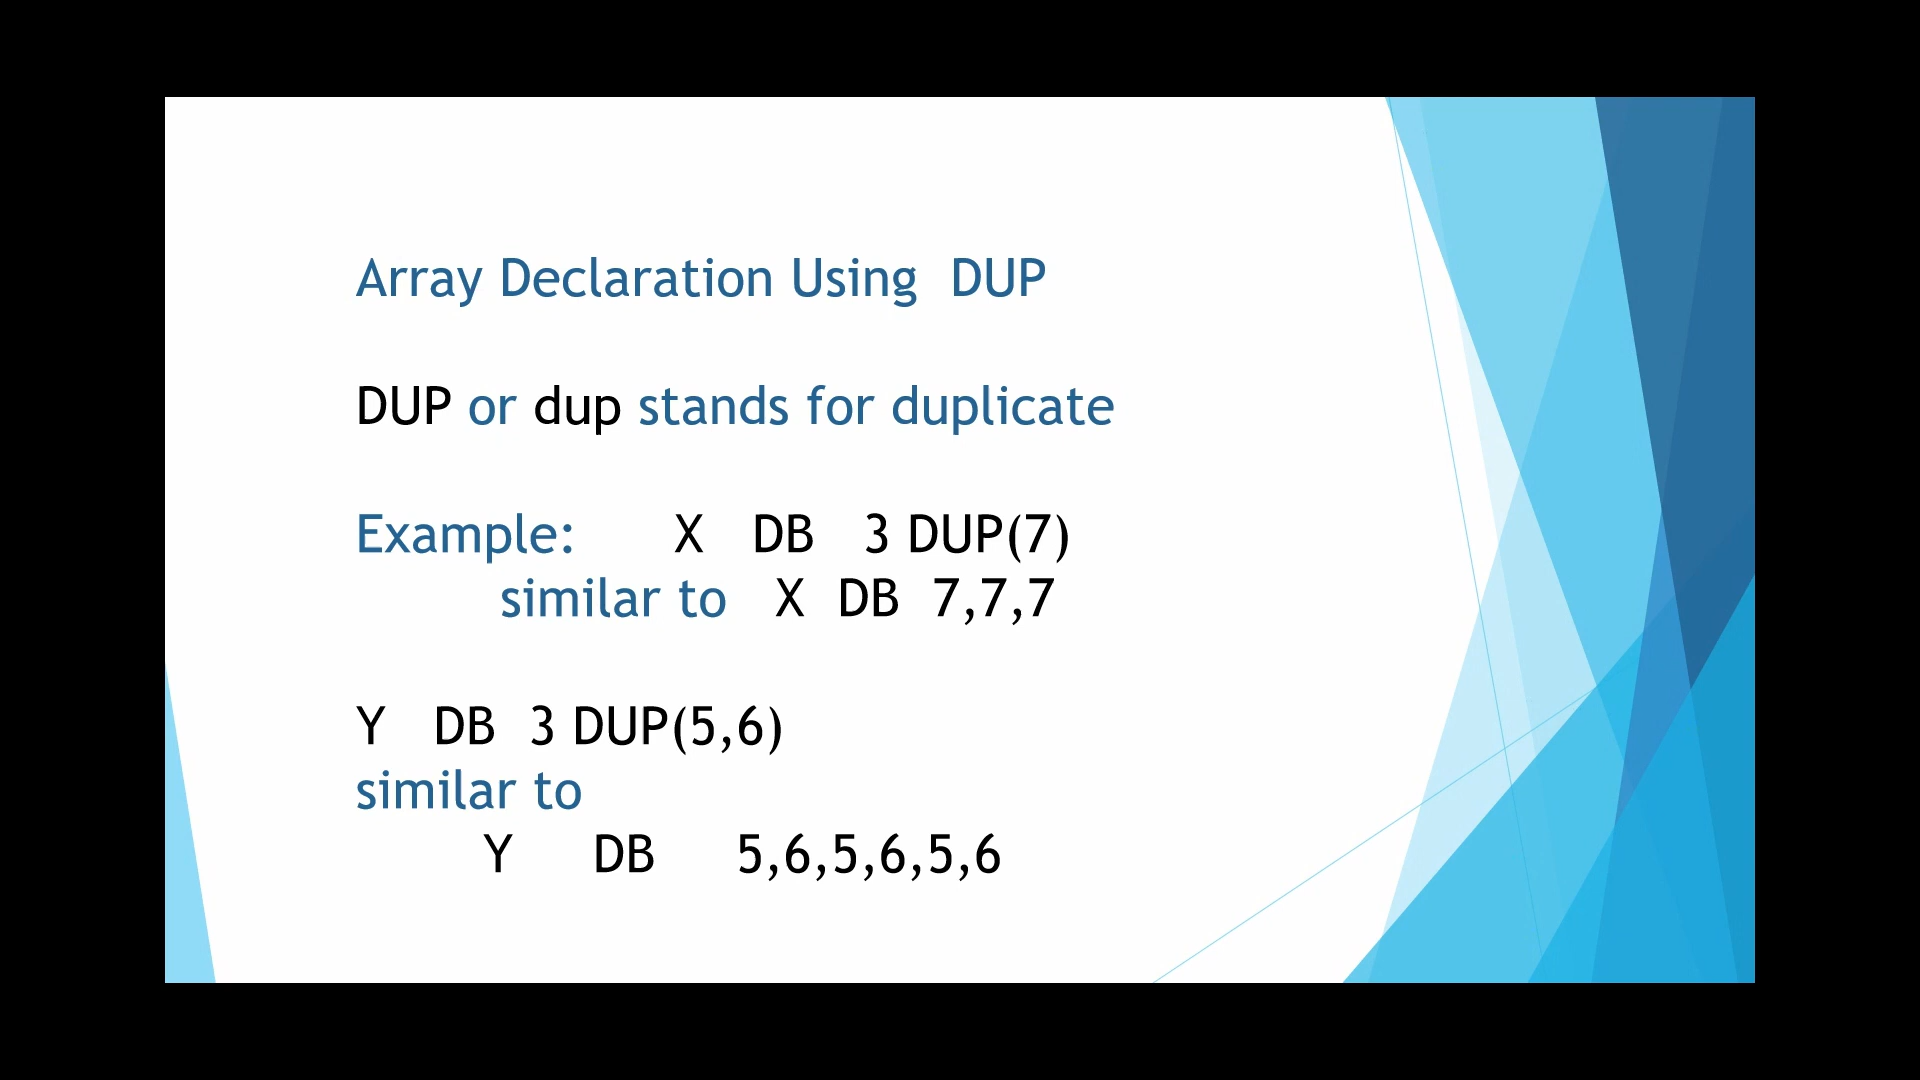 Array Declaration Using DUP
DUP or dup stands for duplicate
Example: X DB 3 DUP(7)
similar to X DB 7,7,7
Y DB 3 DUP(5,6)
similar to
Y DB 5,6,5,6,5,6